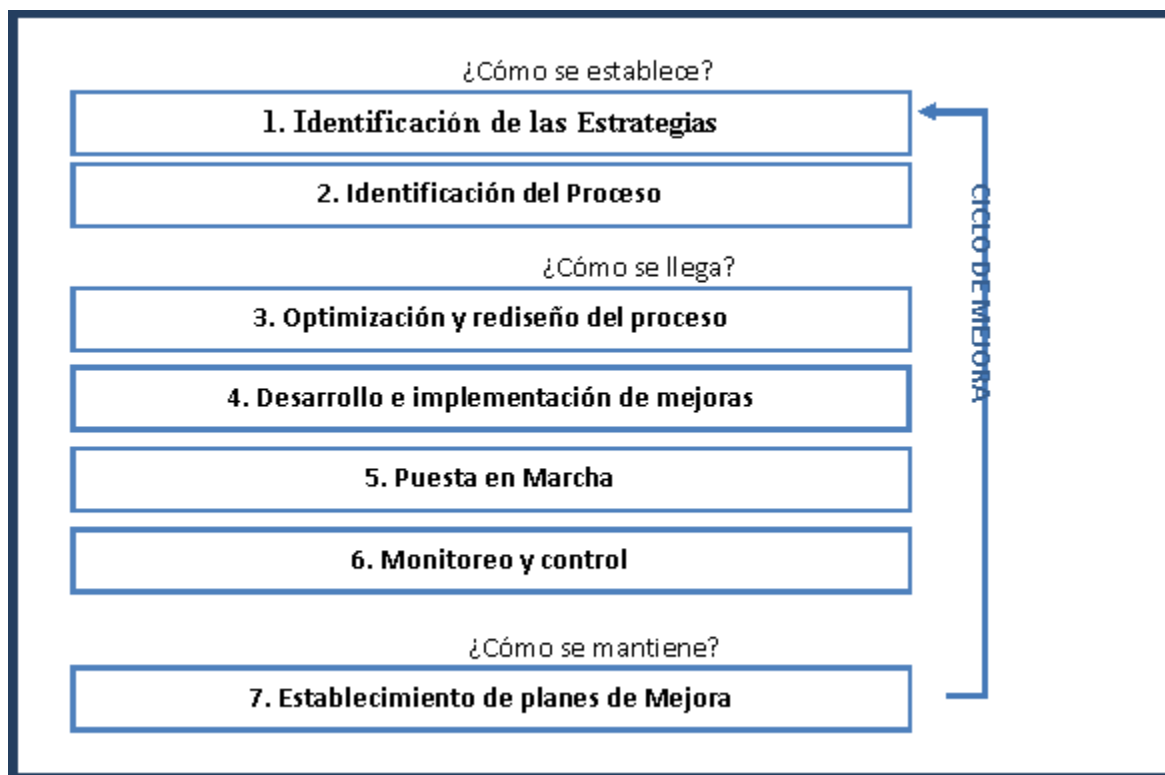 ¿Cómo se establece?
1. Identificación de las Estrategias
2. Identificación del Proceso
¿Cómo se llega?
3. Optimización y rediseño del proceso
4. Desarrollo e implementación de mejoras
5. Puesta en Marcha
6. Monitoreo y control
¿Cómo se mantiene?
7. Establecimiento de planes de Mejora
CICLO DE MEJORA